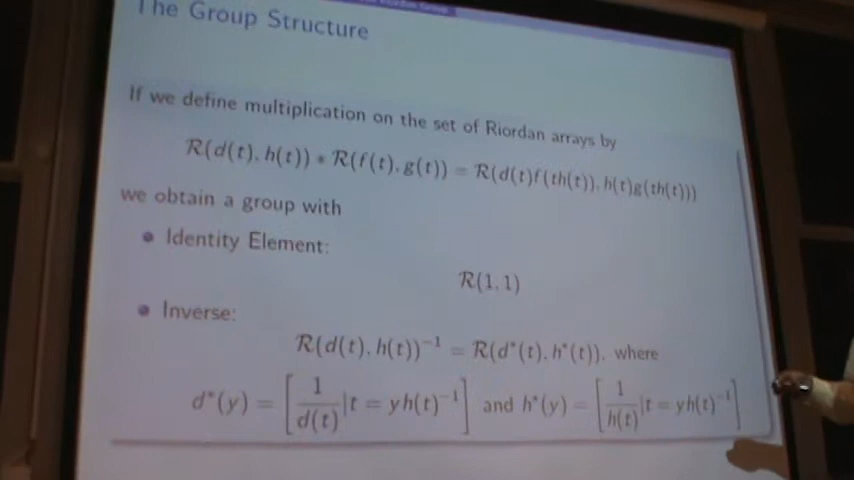 The Group Structure
If we define multiplication on the set of Riordan arrays by
R(d(t), h(t)) * R(f(t), g(t)) = R(d(t)f(th(t)), h(t)g(th(t)))
we obtain a group with
Identity Element:
R(1, 1)
Inverse:
R(d(t), h(t))⁻¹ = R(d*(t), h*(t)), where
d*(y) = [1/d(t) |t = yh(t)⁻¹] and h*(y) = [1/h(t) |t = yh(t)⁻¹]